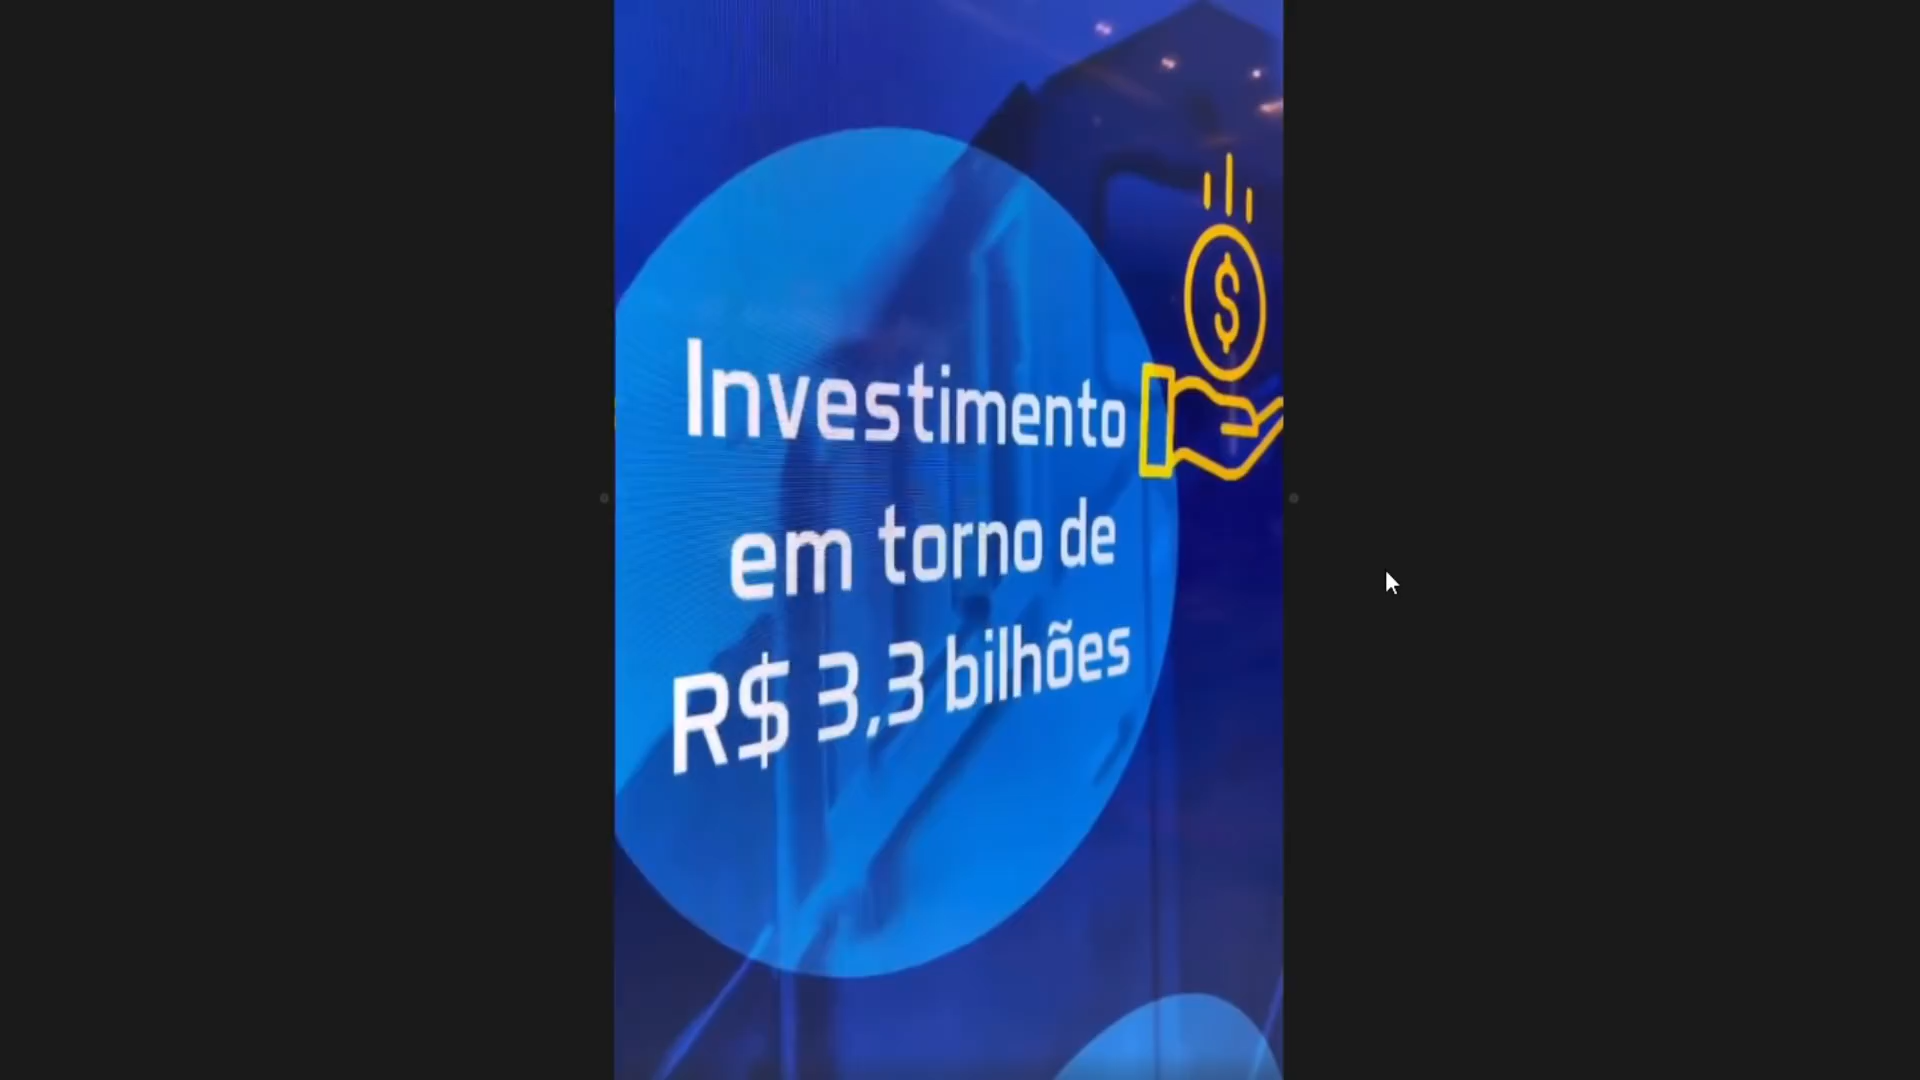 Investimento
em torno de
R$ 3,3 bilhões
$